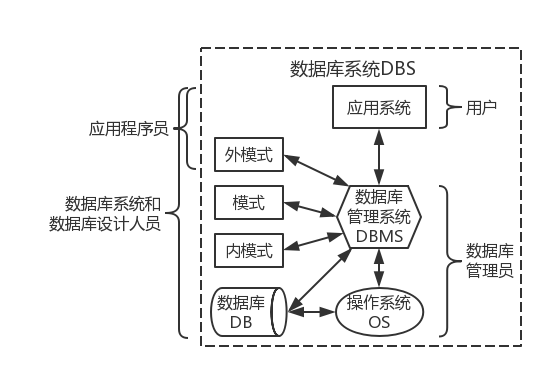 数据库系统DBS
应用系统
用户
应用程序员
外模式
模式
内模式
数据库
管理系统
DBMS
数据库系统和
数据库设计人员
数据库
管理员
数据库
DB
操作系统
OS